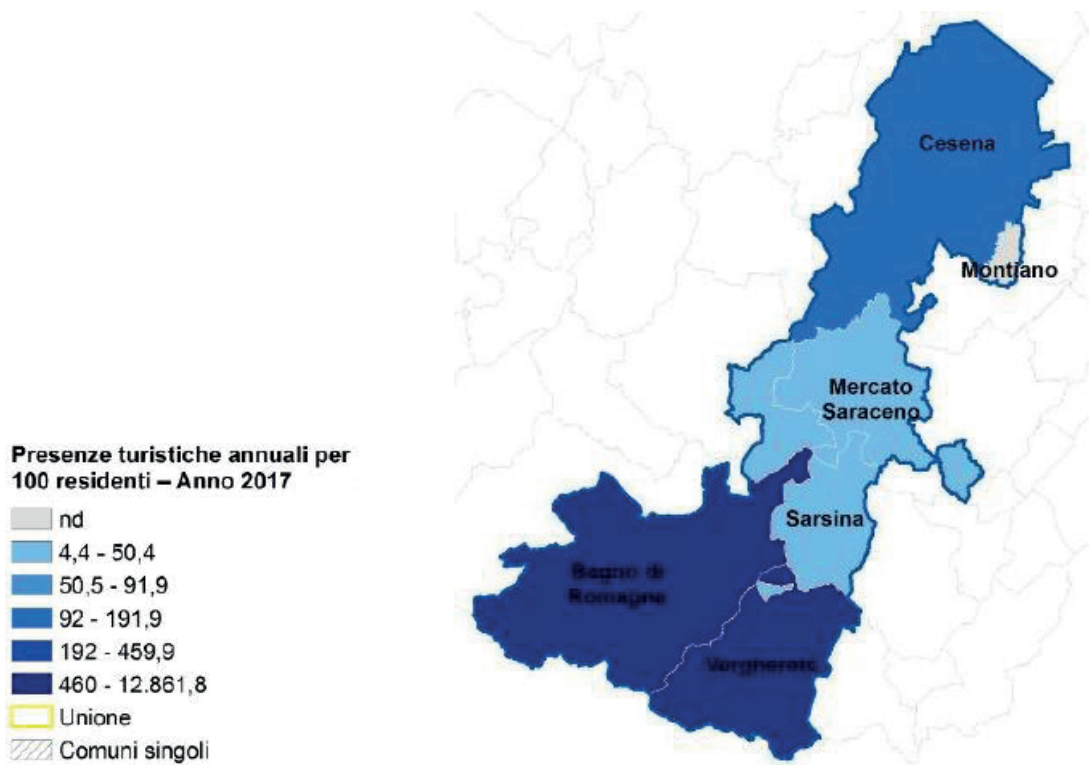 Cesena
Montiano
Mercato
Saraceno
Sarsina
Bagno di
Romagna
Verghereto
Presenze turistiche annuali per
100 residenti – Anno 2017
nd
4,4 - 50,4
50,5 - 91,9
92 - 191,9
192 - 459,9
460 - 12.861,8
Unione
Comuni singoli